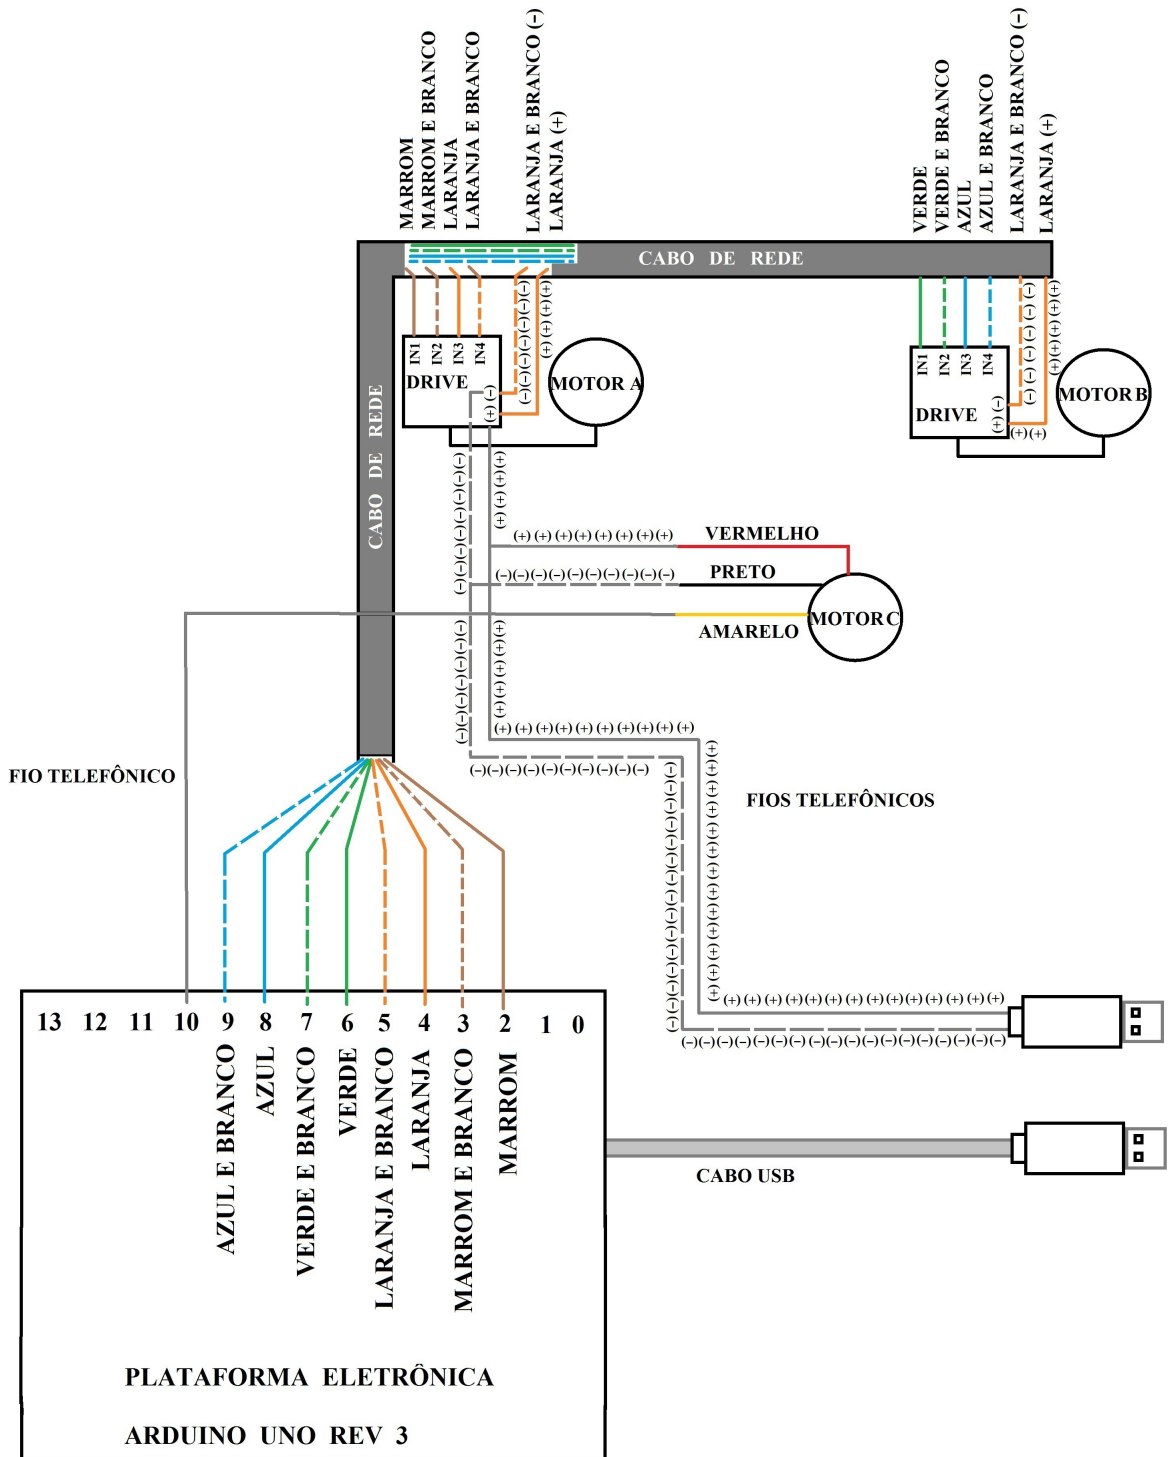 MARROM
MARROM E BRANCO
LARANJA
LARANJA E BRANCO
LARANJA E BRANCO (-)
LARANJA (+)
VERDE
VERDE E BRANCO
AZUL
AZUL E BRANCO
LARANJA E BRANCO (-)
LARANJA (+)
CABO DE REDE
CABO DE REDE
IN1
IN2
IN3
IN4
DRIVE
(+) (-)
MOTOR A
IN1
IN2
IN3
IN4
DRIVE
(+) (-)
(+)(+)
MOTOR B
VERMELHO
PRETO
AMARELO
MOTOR C
FIO TELEFÔNICO
FIOS TELEFÔNICOS
13 12 11 10 9 8 7 6 5 4 3 2 1 0
AZUL E BRANCO
AZUL
VERDE E BRANCO
VERDE
LARANJA E BRANCO
LARANJA
MARROM E BRANCO
MARROM
CABO USB
PLATAFORMA ELETRÔNICA
ARDUINO UNO REV 3